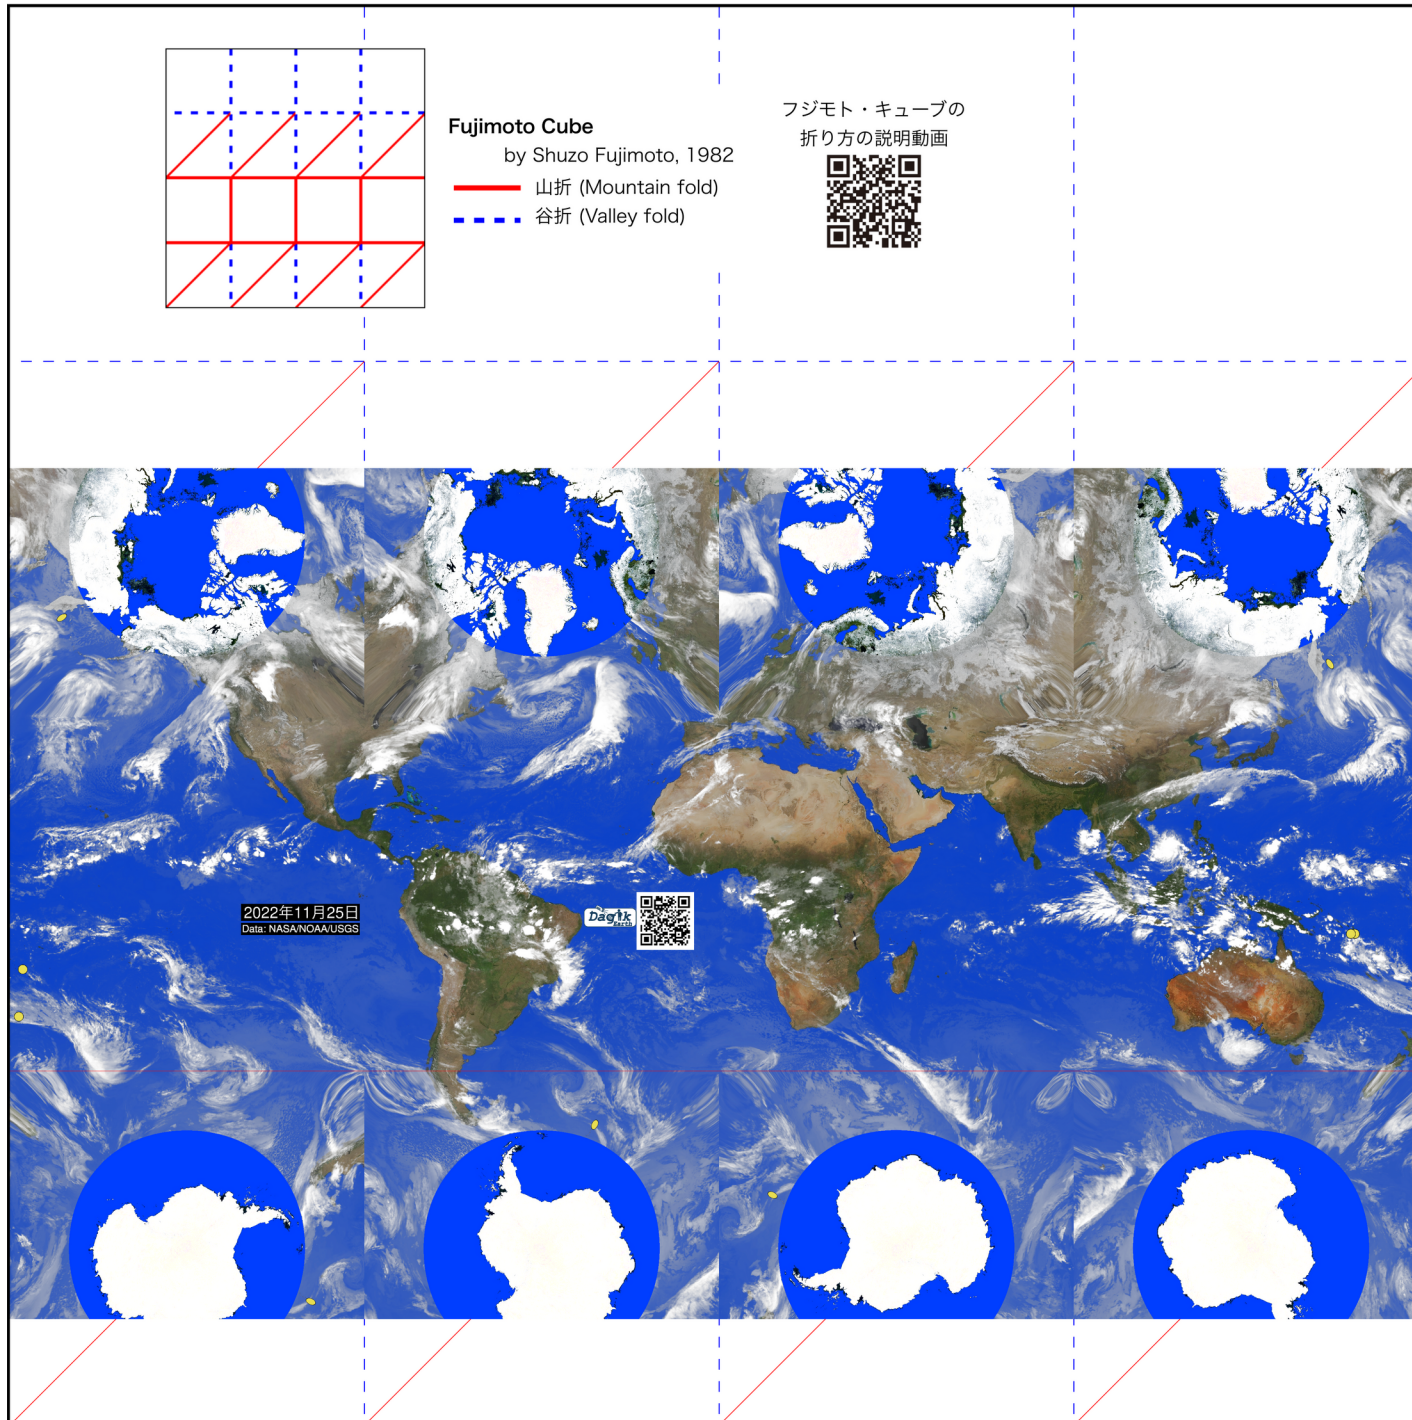 Fujimoto Cube
by Shuzo Fujimoto, 1982
山折 (Mountain fold)
谷折 (Valley fold)
フジモト・キューブの
折り方の説明動画
2022年11月25日
Data: NASA/NOAA/USGS
Dagik
Earth